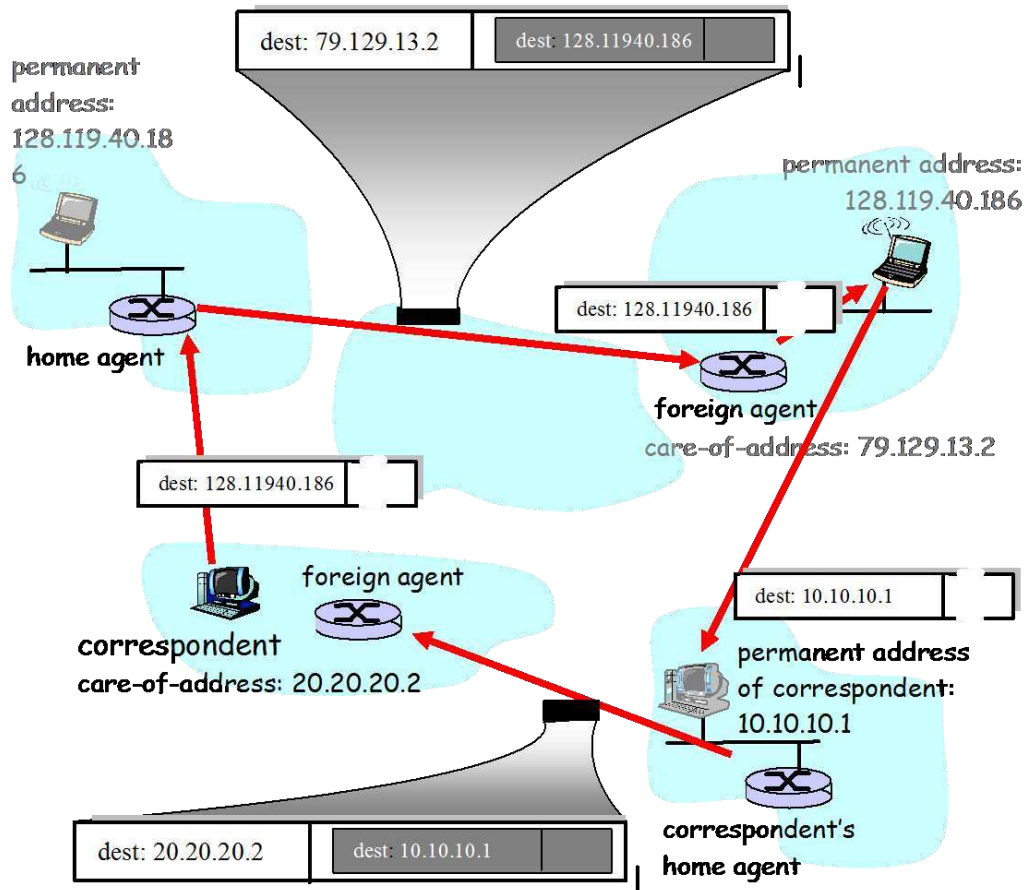 dest: 79.129.13.2
dest: 128.11940.186
permanent
address:
128.119.40.18
6
permanent address:
128.119.40.186
dest: 128.11940.186
home agent
foreign agent
care-of-address: 79.129.13.2
dest: 128.11940.186
foreign agent
correspondent
care-of-address: 20.20.20.2
dest: 10.10.10.1
permanent address
of correspondent:
10.10.10.1
correspondent's
home agent
dest: 20.20.20.2
dest: 10.10.10.1